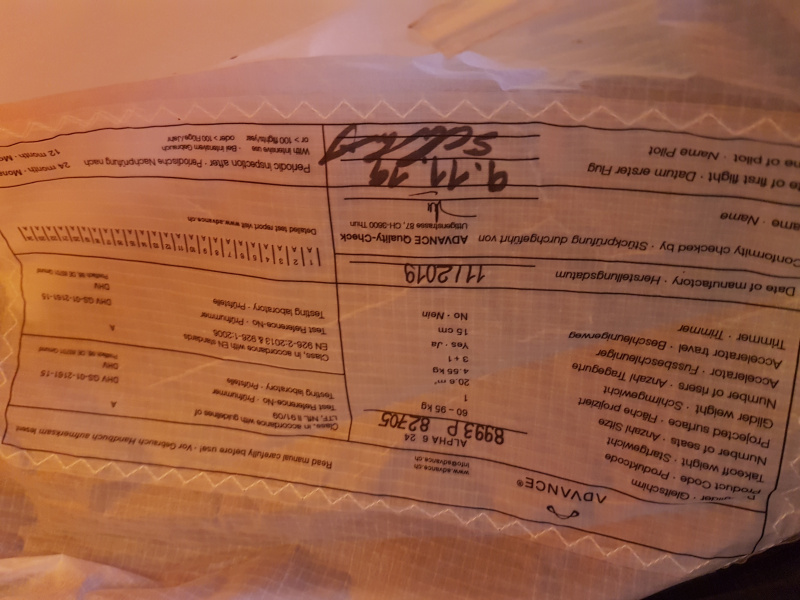 ADVANCE®
www.advance.ch
info@advance.ch
Read manual carefully before use · Vor Gebrauch Handbuch aufmerksam lesen
Gleitschirm ALPHA 6 24
Product Code · Produktcode 8993 P 82705
Takeoff weight · Startgewicht 60 - 95 kg
Number of seats · Anzahl Sitze 1
Projected surface · Fläche projiziert 20.6 m²
Glider weight · Schirmgewicht 4.66 kg
Number of risers · Anzahl Tragegurte 3 + 1
Accelerator · Fussbeschleuniger Yes · Ja
Accelerator travel · Beschleunigerweg 15 cm
Trimmer · Trimmer No · Nein
Date of manufactory · Herstellungsdatum 11/2019
Conformity checked by · Stückprüfung durchgeführt von ADVANCE Quality-Check
Uttigenstrasse 87, CH-3600 Thun
ame · Name
e of first flight · Datum erster Flug 9.11.19
e of pilot · Name Pilot
Class, in accordance with guidelines of
LTF, NfL II 91/09 A
Test Reference-No · Prüfnummer DHV GS-01-2161-15
Testing laboratory · Prüfstelle DHV
Class, in accordance with EN standards
EN 926-2:2013 & 926-1:2006 A
Test Reference-No · Prüfnummer DHV GS-01-2161-15
Testing laboratory · Prüfstelle DHV
Detailed test report visit www.advance.ch
Periodic inspection after · Periodische Nachprüfung nach 24 month · Mona
With intensive use · Bei intensivem Gebrauch
or > 100 flights/year oder > 100 Flüge/Jahr 12 month · Mo